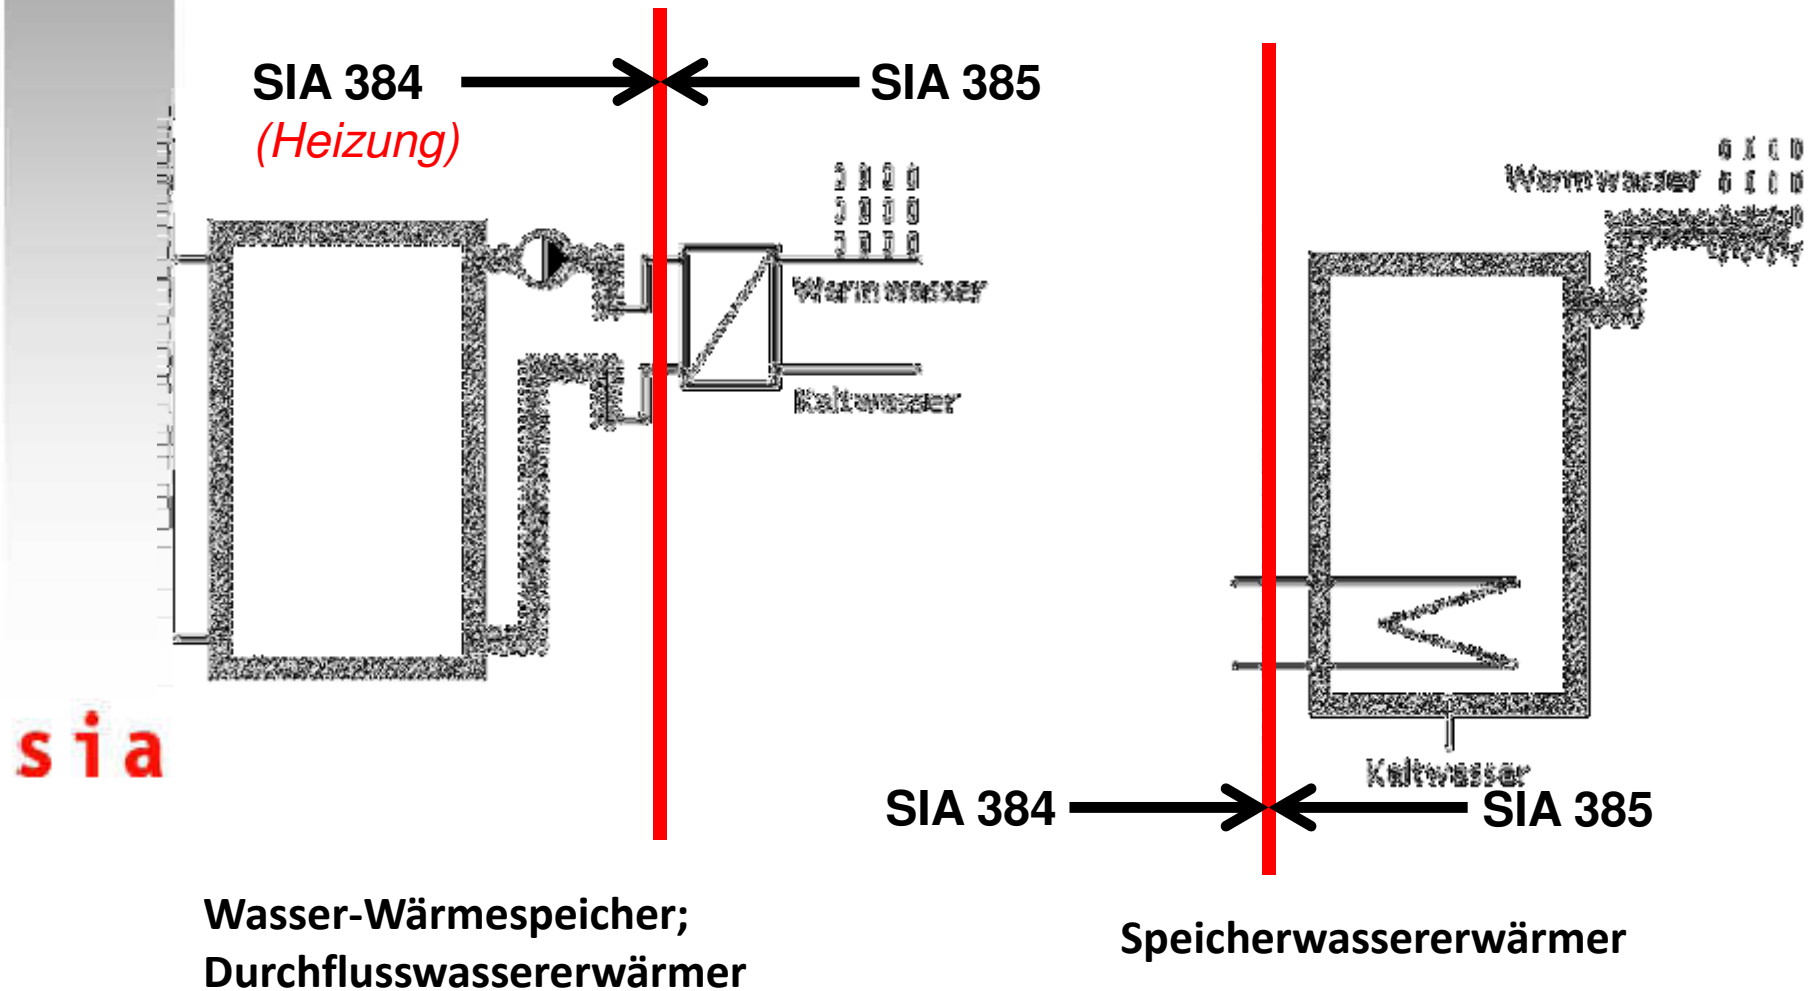 SIA 384
SIA 385
(Heizung)
Warmwasser
Warmwasser
Kaltwasser
sia
Kaltwasser
SIA 384
SIA 385
Wasser-Wärmespeicher;
Durchflusswassererwärmer
Speicherwassererwärmer